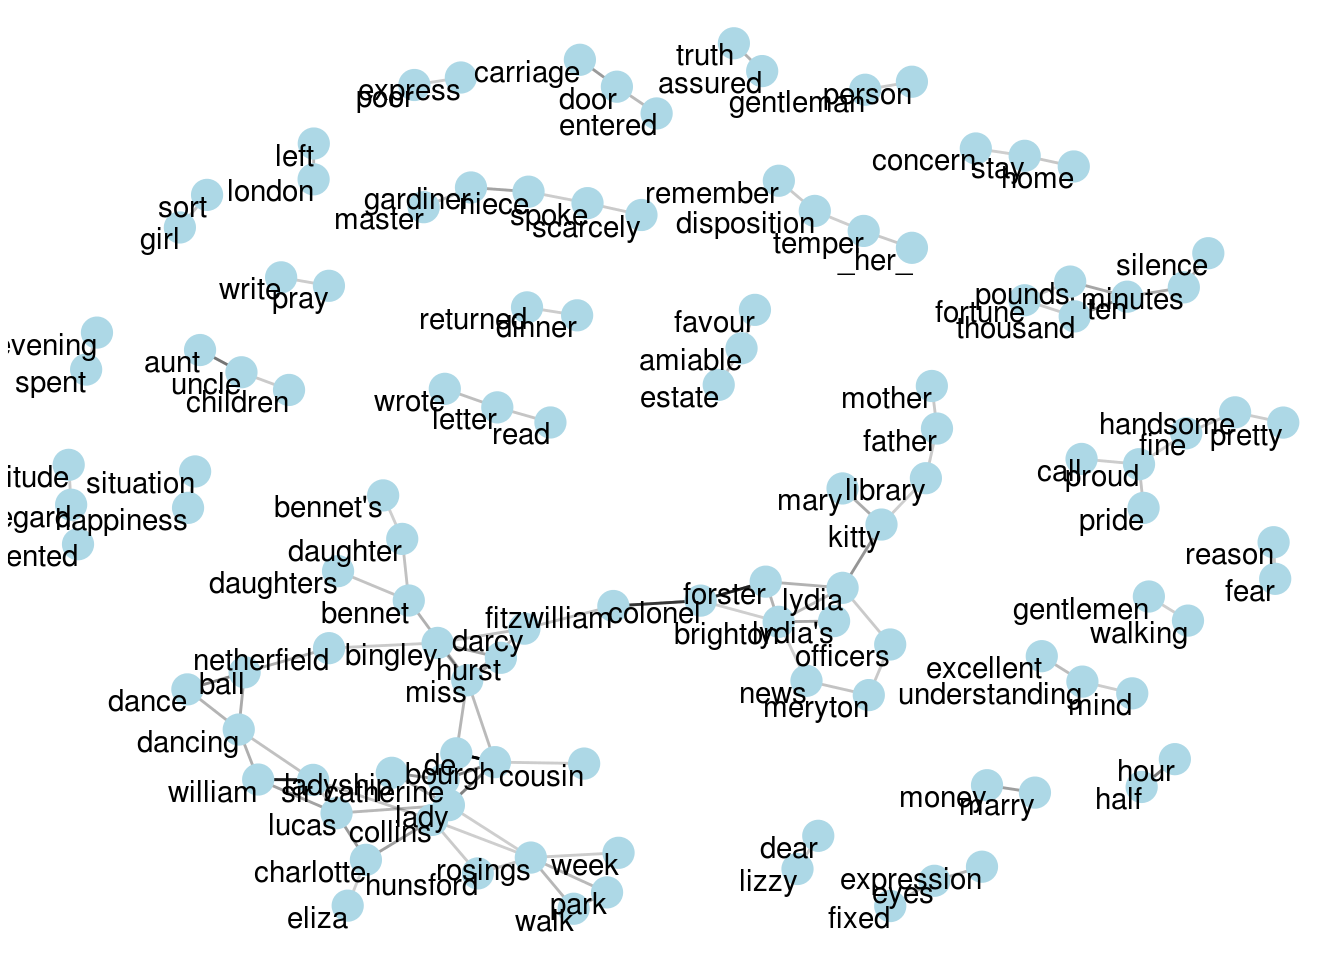 truth
carriage
assured
express
poor
person
gentleman
door
entered
left
concern
stay
home
london
gardiner
niece
remember
sort
master
spoke
scarcely
disposition
girl
temper
_her_
silence
write
pray
pounds
minutes
ten
fortune
thousand
returned
dinner
favour
evening
aunt
amiable
spent
uncle
children
wrote
letter
read
estate
mother
father
handsome
fine
pretty
call
proud
situation
library
mary
bennet's
happiness
pride
kitty
daughter
reason
daughters
fear
forster
lydia
bennet
fitzwilliam
colonel
gentlemen
walking
brighton
lydia's
darcy
bingley
netherfield
officers
hurst
excellent
ball
miss
news
understanding
dance
meryton
mind
dancing
de
bourgh
cousin
hour
ladyship
william
sir
catherine
half
money
marry
lady
lucas
collins
dear
week
charlotte
rosings
hunsford
lizzy
expression
eyes
park
eliza
walk
fixed